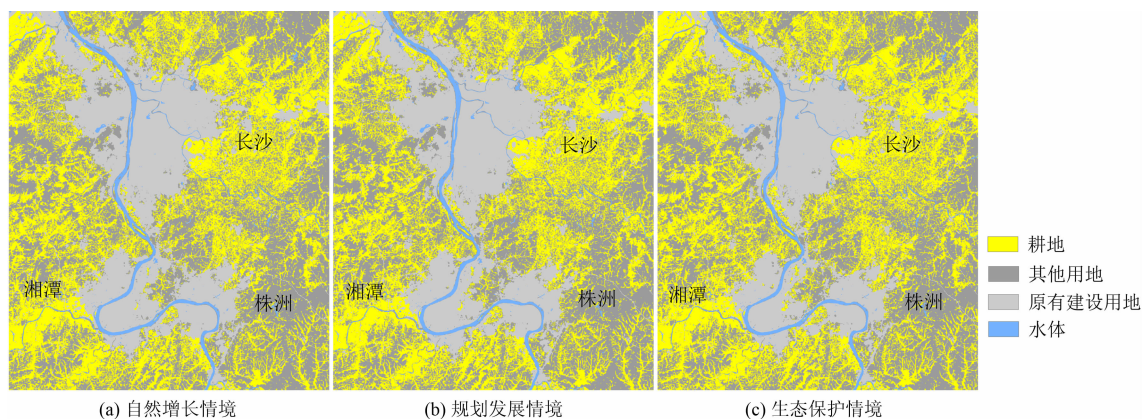 长沙
湘潭
株洲
长沙
湘潭
株洲
长沙
湘潭
株洲
耕地
其他用地
原有建设用地
水体
(a) 自然增长情境
(b) 规划发展情境
(c) 生态保护情境